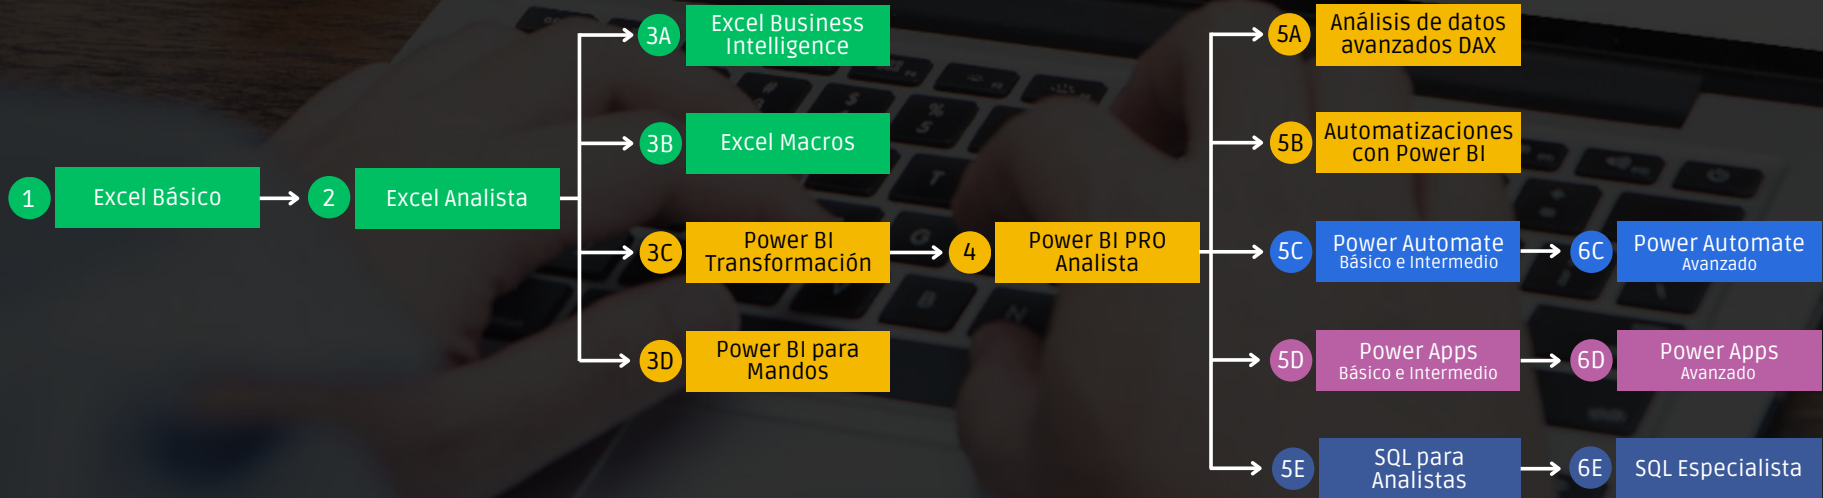 1
Excel Básico
2
Excel Analista
3A
Excel Business
Intelligence
3B
Excel Macros
3C
Power BI
Transformación
3D
Power BI para
Mandos
4
Power BI PRO
Analista
5A
Análisis de datos
avanzados DAX
5B
Automatizaciones
con Power BI
5C
Power Automate
Básico e Intermedio
6C
Power Automate
Avanzado
5D
Power Apps
Básico e Intermedio
6D
Power Apps
Avanzado
5E
SQL para
Analistas
6E
SQL Especialista